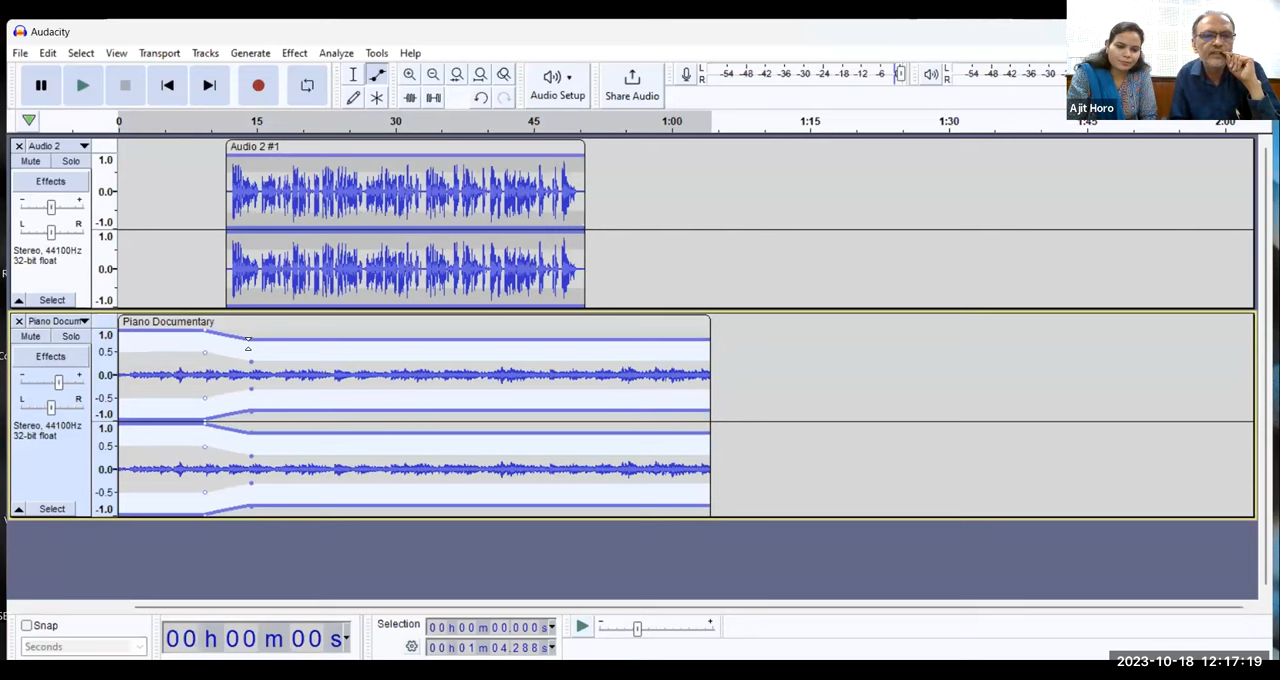 Audacity
File Edit Select View Transport Tracks Generate Effect Analyze Tools Help
Audio Setup
Share Audio
L
R
-54 -48 -42 -36 -30 -24 -18 -12 -6
L
R
-54 -48 -42 -36 -30
Ajit Horo
0 15 30 45 1:00 1:15 1:30 1:45 2:00
Audio 2
Mute Solo
Effects
- +
L R
Stereo, 44100Hz
32-bit float
Select
1.0
0.0
-1.0
1.0
0.0
-1.0
Audio 2 #1
Piano Docum
Mute Solo
Effects
- +
L R
Stereo, 44100Hz
32-bit float
Select
1.0
0.5
0.0
-0.5
-1.0
1.0
0.5
0.0
-0.5
-1.0
Piano Documentary
Snap
Seconds
00 h 00 m 00 s
Selection
00 h 00 m 00.000 s
00 h 01 m 04.288 s
- +
2023-10-18 12:17:19